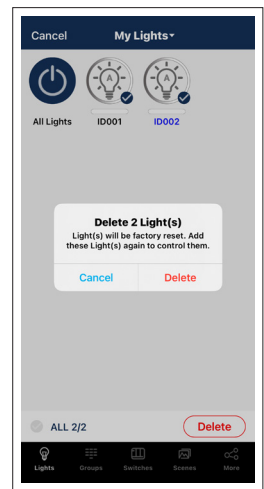 Cancel My Lights
A A
All Lights ID001 ID002
Delete 2 Light(s)
Light(s) will be factory reset. Add
these Light(s) again to control them.
Cancel Delete
ALL 2/2 Delete
Lights Groups Switches Scenes More